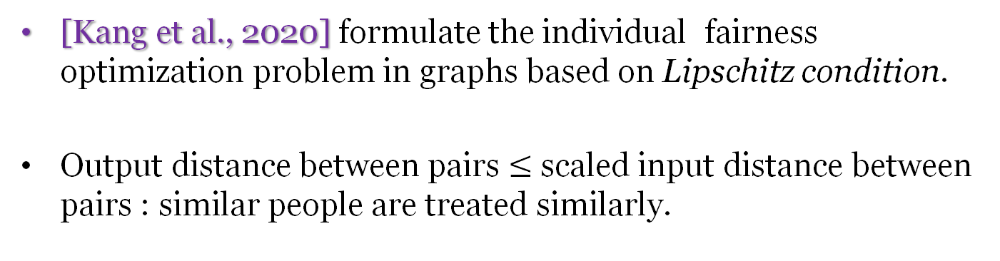 • [Kang et al., 2020] formulate the individual  fairness
optimization problem in graphs based on Lipschitz condition.
• Output distance between pairs ≤ scaled input distance between
pairs : similar people are treated similarly.